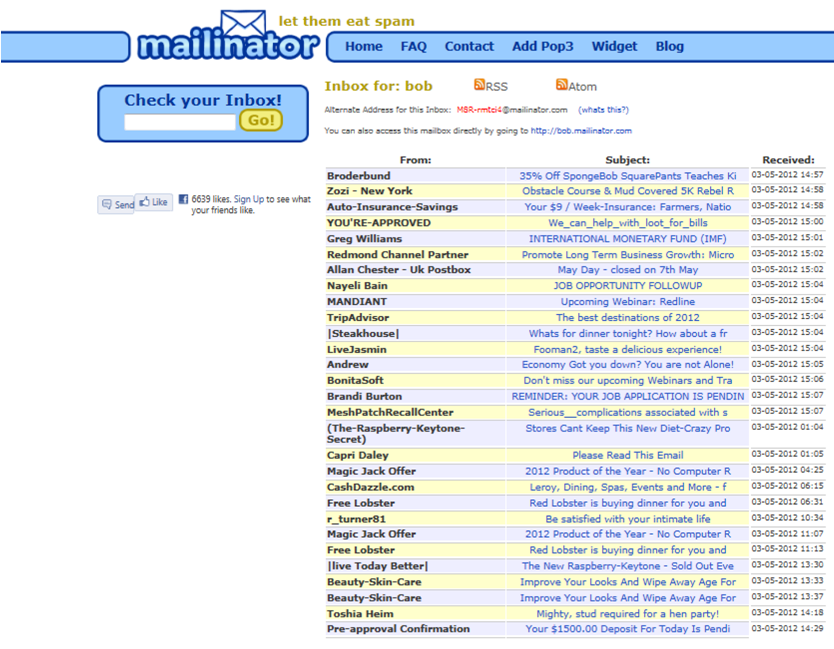 let them eat spam
mailinator
Home FAQ Contact Add Pop3 Widget Blog
Check your Inbox!
Go!
Send Like 6639 likes. Sign Up to see what
your friends like.
Inbox for: bob RSS Atom
Alternate Address for this Inbox: M8R-rmtci4@mailinator.com (whats this?)
You can also access this mailbox directly by going to http://bob.mailinator.com
From: Subject: Received:
Broderbund 35% Off SpongeBob SquarePants Teaches Ki 03-05-2012 14:57
Zozi - New York Obstacle Course & Mud Covered 5K Rebel R 03-05-2012 14:58
Auto-Insurance-Savings Your $9 / Week-Insurance: Farmers, Natio 03-05-2012 14:58
YOU'RE-APPROVED We_can_help_with_loot_for_bills 03-05-2012 15:00
Greg Williams INTERNATIONAL MONETARY FUND (IMF) 03-05-2012 15:01
Redmond Channel Partner Promote Long Term Business Growth: Micro 03-05-2012 15:02
Allan Chester - Uk Postbox May Day - closed on 7th May 03-05-2012 15:02
Nayeli Bain JOB OPPORTUNITY FOLLOWUP 03-05-2012 15:04
MANDIANT Upcoming Webinar: Redline 03-05-2012 15:04
TripAdvisor The best destinations of 2012 03-05-2012 15:04
|Steakhouse| Whats for dinner tonight? How about a fr 03-05-2012 15:04
LiveJasmin Fooman2, taste a delicious experience! 03-05-2012 15:04
Andrew Economy Got you down? You are not Alone! 03-05-2012 15:05
BonitaSoft Don't miss our upcoming Webinars and Tra 03-05-2012 15:06
Brandi Burton REMINDER: YOUR JOB APPLICATION IS PENDIN 03-05-2012 15:07
MeshPatchRecallCenter Serious__complications associated with s 03-05-2012 15:07
(The-Raspberry-Keytone- Stores Cant Keep This New Diet-Crazy Pro 03-05-2012 01:04
Secret)
Capri Daley Please Read This Email 03-05-2012 01:05
Magic Jack Offer 2012 Product of the Year - No Computer R 03-05-2012 04:25
CashDazzle.com Leroy, Dining, Spas, Events and More - f 03-05-2012 06:15
Free Lobster Red Lobster is buying dinner for you and 03-05-2012 06:31
r_turner81 Be satisfied with your intimate life 03-05-2012 10:34
Magic Jack Offer 2012 Product of the Year - No Computer R 03-05-2012 11:07
Free Lobster Red Lobster is buying dinner for you and 03-05-2012 11:13
|live Today Better| The New Raspberry-Keytone - Sold Out Eve 03-05-2012 13:30
Beauty-Skin-Care Improve Your Looks And Wipe Away Age For 03-05-2012 13:33
Beauty-Skin-Care Improve Your Looks And Wipe Away Age For 03-05-2012 13:37
Toshia Heim Mighty, stud required for a hen party! 03-05-2012 14:18
Pre-approval Confirmation Your $1500.00 Deposit For Today Is Pendi 03-05-2012 14:29